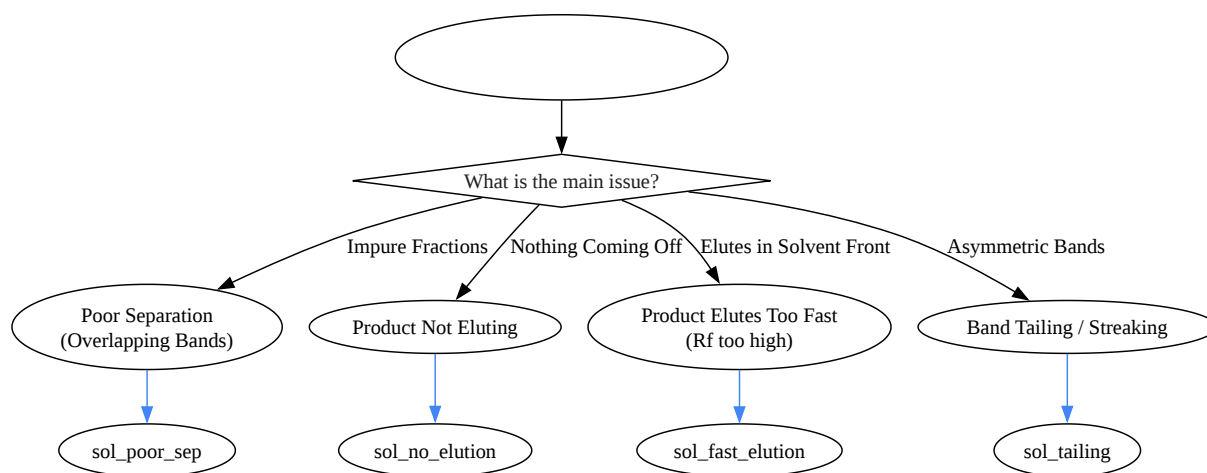 What is the main issue?
Impure Fractions
Nothing Coming Off
Elutes in Solvent Front
Asymmetric Bands
Poor Separation
(Overlapping Bands)
Product Not Eluting
Product Elutes Too Fast
(Rf too high)
Band Tailing / Streaking
sol_poor_sep
sol_no_elution
sol_fast_elution
sol_tailing